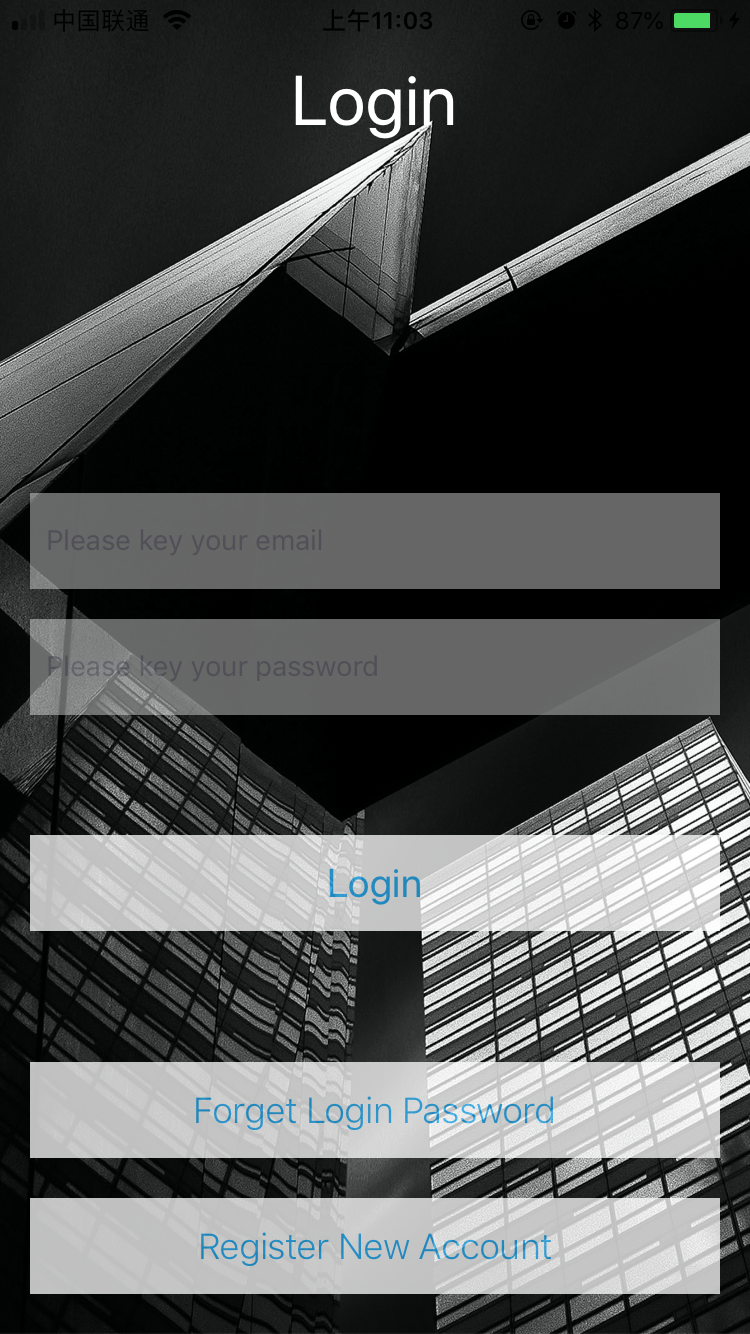 中国联通 上午11:03 87%
Login
Please key your email
Please key your password
Login
Forget Login Password
Register New Account